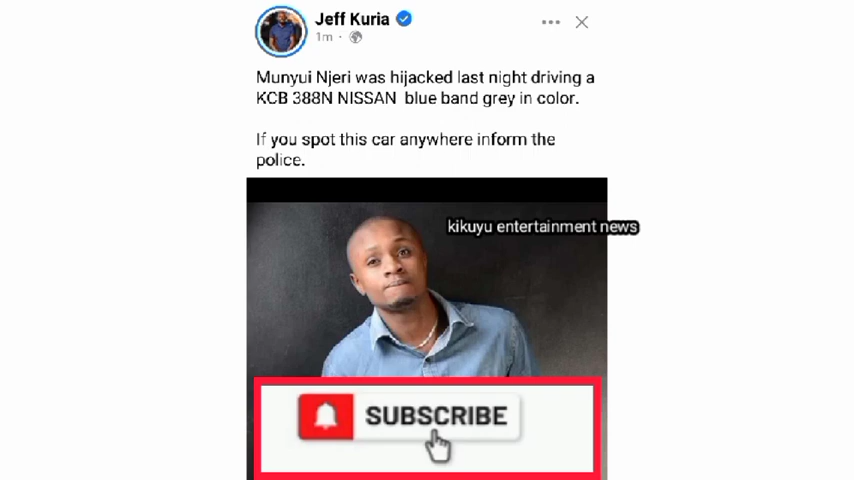 Jeff Kuria
1m ·
Munyui Njeri was hijacked last night driving a
KCB 388N NISSAN blue band grey in color.
If you spot this car anywhere inform the
police.
kikuyu entertainment news
SUBSCRIBE